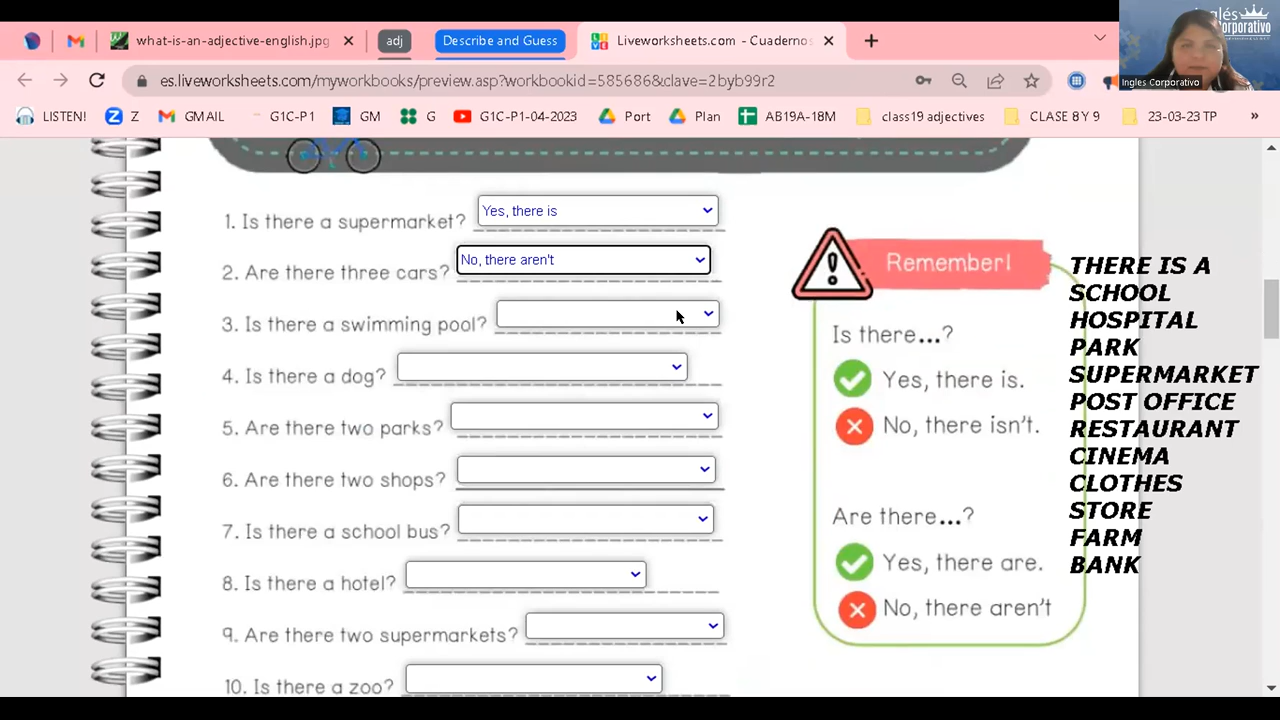 what-is-an-adjective-english.jpg
adj
Describe and Guess
Liveworksheets.com - Cuadernos
es.liveworksheets.com/myworkbooks/preview.asp?workbookid=585686&clave=2byb99r2
Inglés Corporativo
Ingles Corporativo
LISTEN!
Z
GMAIL
G1C-P1
GM
G
G1C-P1-04-2023
Port
Plan
AB19A-18M
class19 adjectives
CLASE 8 Y 9
23-03-23 TP
»
1. Is there a supermarket? Yes, there is
2. Are there three cars? No, there aren't
3. Is there a swimming pool?
4. Is there a dog?
5. Are there two parks?
6. Are there two shops?
7. Is there a school bus?
8. Is there a hotel?
9. Are there two supermarkets?
10. Is there a zoo?
Remember!
Is there...?
Yes, there is.
No, there isn't.
Are there...?
Yes, there are.
No, there aren't
THERE IS A
SCHOOL
HOSPITAL
PARK
SUPERMARKET
POST OFFICE
RESTAURANT
CINEMA
CLOTHES
STORE
FARM
BANK